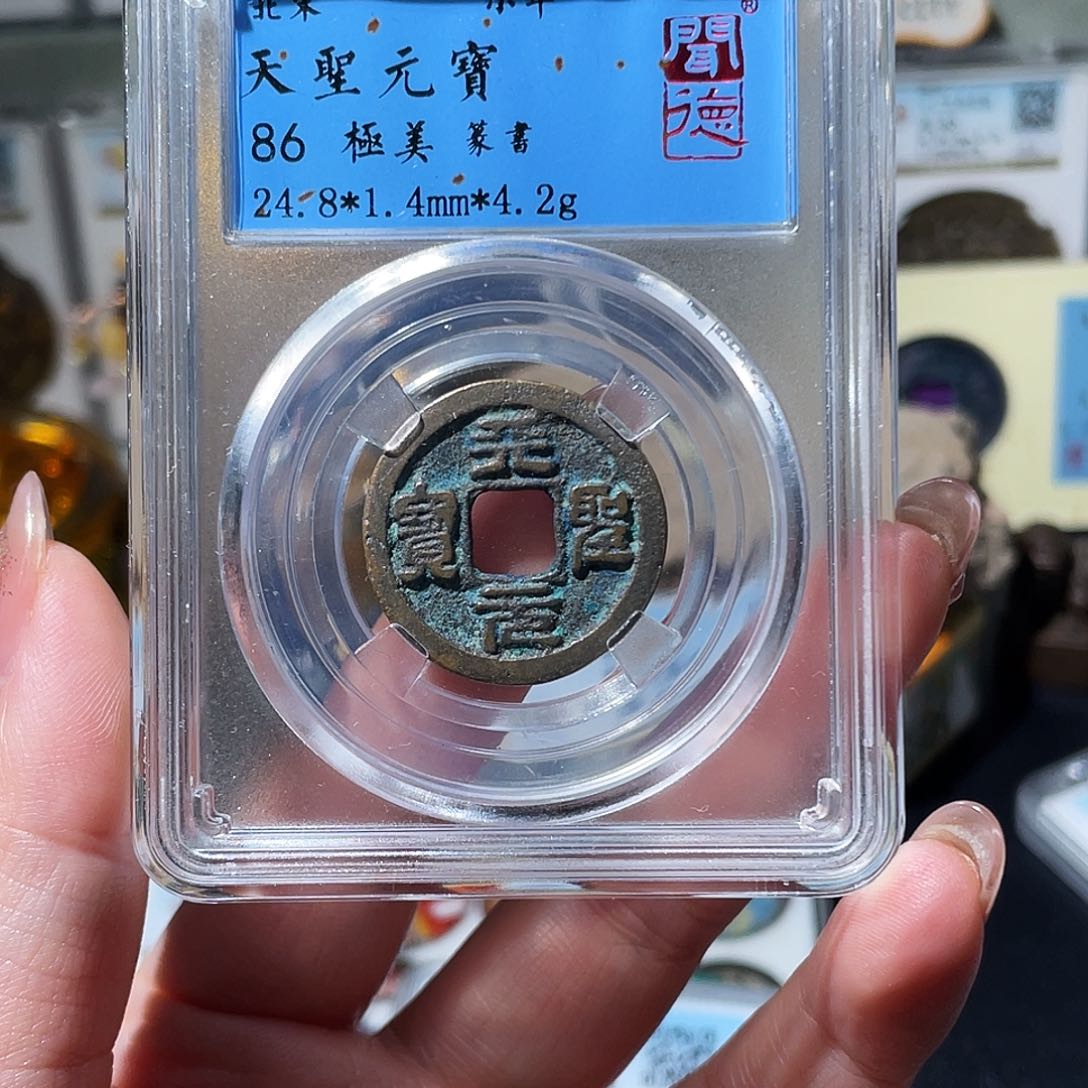 天聖元寶
86 極美 篆書
24.8*1.4mm*4.2g
聞德
®
天聖元寶